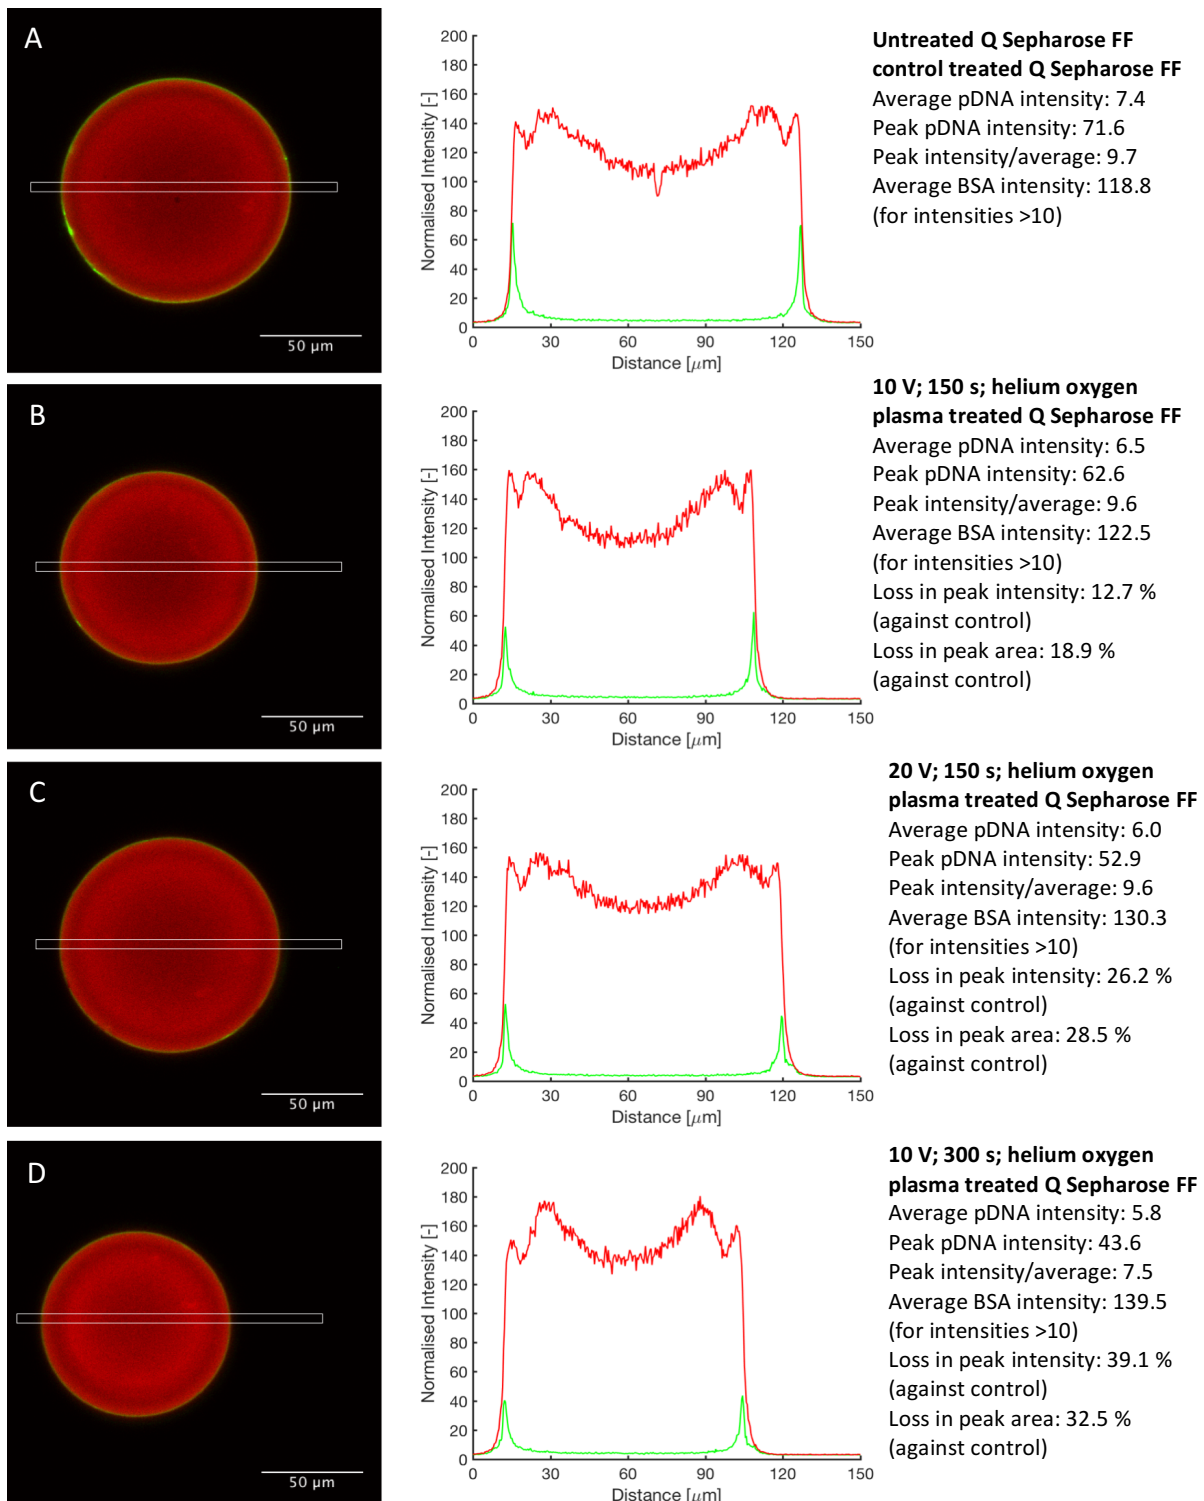 A
50 μm
200
180
160
140
120
100
80
60
40
20
0
Normalised Intensity [-]
0 30 60 90 120 150
Distance [μm]
Untreated Q Sepharose FF
control treated Q Sepharose FF
Average pDNA intensity: 7.4
Peak pDNA intensity: 71.6
Peak intensity/average: 9.7
Average BSA intensity: 118.8
(for intensities >10)
B
50 μm
200
180
160
140
120
100
80
60
40
20
0
Normalised Intensity [-]
0 30 60 90 120 150
Distance [μm]
10 V; 150 s; helium oxygen
plasma treated Q Sepharose FF
Average pDNA intensity: 6.5
Peak pDNA intensity: 62.6
Peak intensity/average: 9.6
Average BSA intensity: 122.5
(for intensities >10)
Loss in peak intensity: 12.7 %
(against control)
Loss in peak area: 18.9 %
(against control)
C
50 μm
200
180
160
140
120
100
80
60
40
20
0
Normalised Intensity [-]
0 30 60 90 120 150
Distance [μm]
20 V; 150 s; helium oxygen
plasma treated Q Sepharose FF
Average pDNA intensity: 6.0
Peak pDNA intensity: 52.9
Peak intensity/average: 9.6
Average BSA intensity: 130.3
(for intensities >10)
Loss in peak intensity: 26.2 %
(against control)
Loss in peak area: 28.5 %
(against control)
D
50 μm
200
180
160
140
120
100
80
60
40
20
0
Normalised Intensity [-]
0 30 60 90 120 150
Distance [μm]
10 V; 300 s; helium oxygen
plasma treated Q Sepharose FF
Average pDNA intensity: 5.8
Peak pDNA intensity: 43.6
Peak intensity/average: 7.5
Average BSA intensity: 139.5
(for intensities >10)
Loss in peak intensity: 39.1 %
(against control)
Loss in peak area: 32.5 %
(against control)